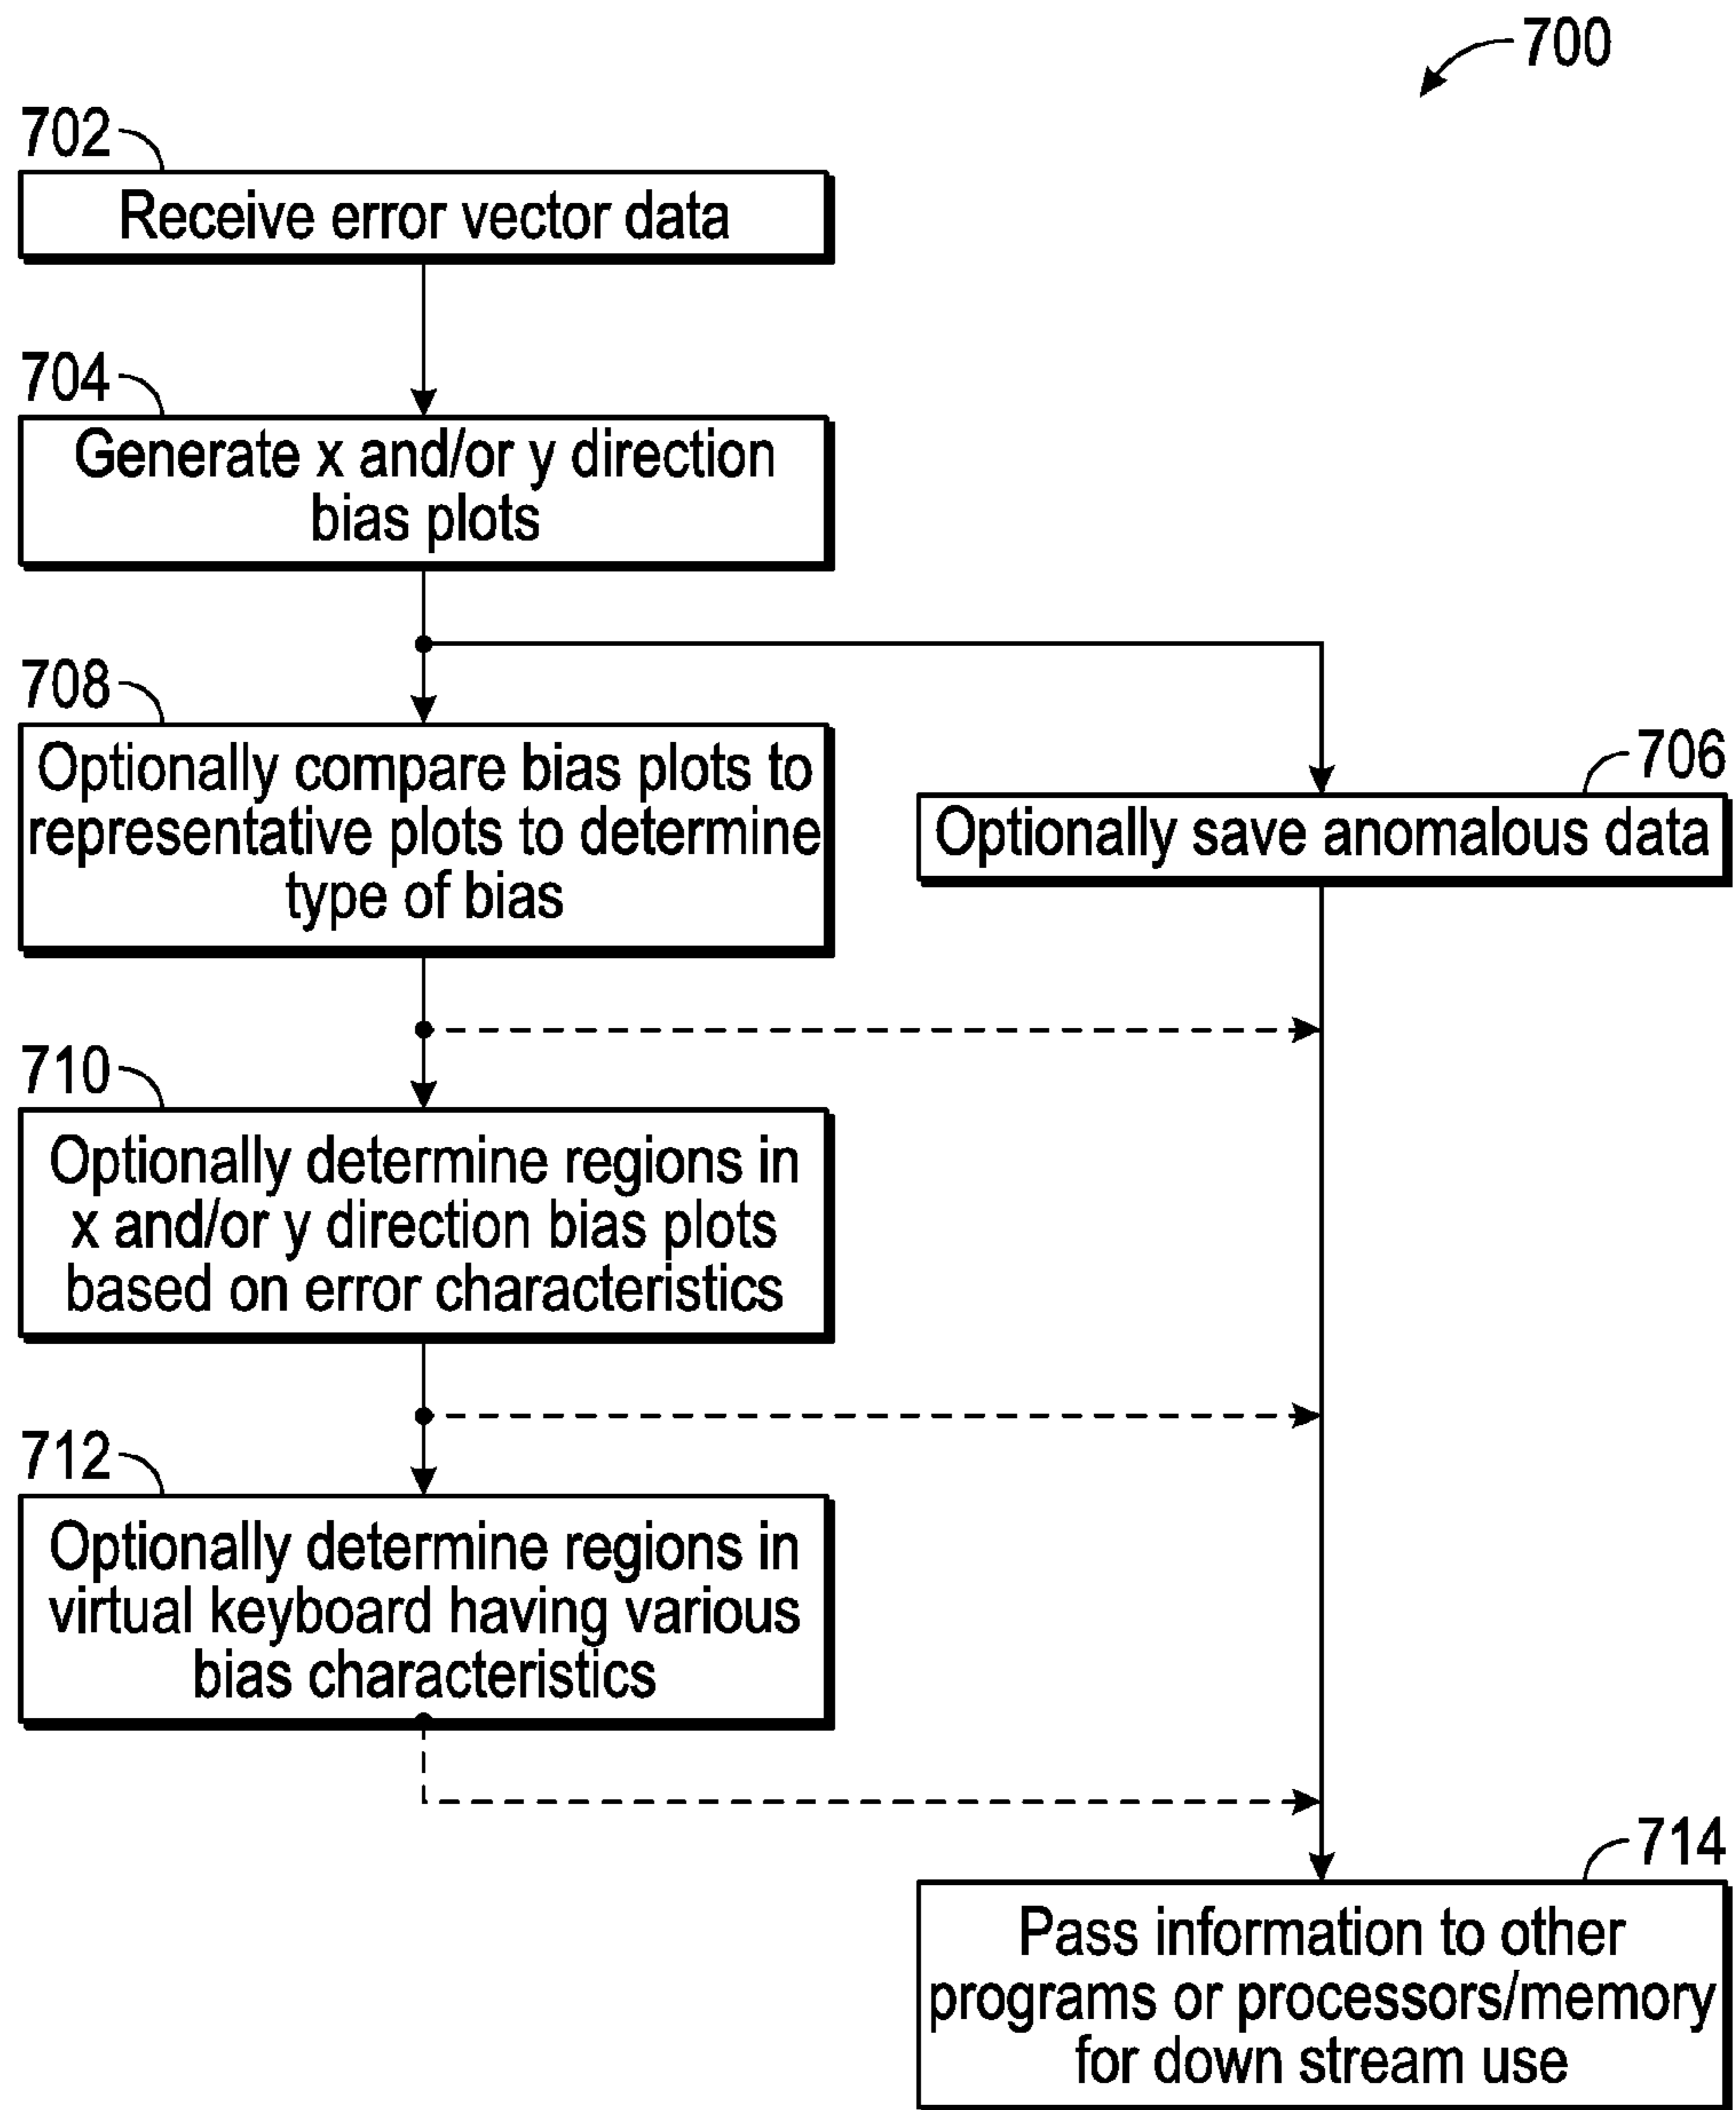 700
702
Receive error vector data
704
Generate x and/or y direction
bias plots
708
Optionally compare bias plots to
representative plots to determine
type of bias
706
Optionally save anomalous data
710
Optionally determine regions in
x and/or y direction bias plots
based on error characteristics
712
Optionally determine regions in
virtual keyboard having various
bias characteristics
714
Pass information to other
programs or processors/memory
for down stream use